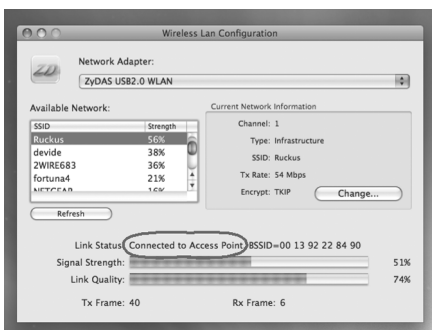 Wireless Lan Configuration
ZD
Network Adapter:
ZyDAS USB2.0 WLAN
Available Network:
SSID Strength
Ruckus 56%
devide 38%
2WIRE683 36%
fortuna4 21%
NETGEAR 16%
Refresh
Current Network Information
Channel: 1
Type: Infrastructure
SSID: Ruckus
Tx Rate: 54 Mbps
Encrypt: TKIP
Change...
Link Status: Connected to Access Point, BSSID=00 13 92 22 84 90
Signal Strength: 51%
Link Quality: 74%
Tx Frame: 40 Rx Frame: 6